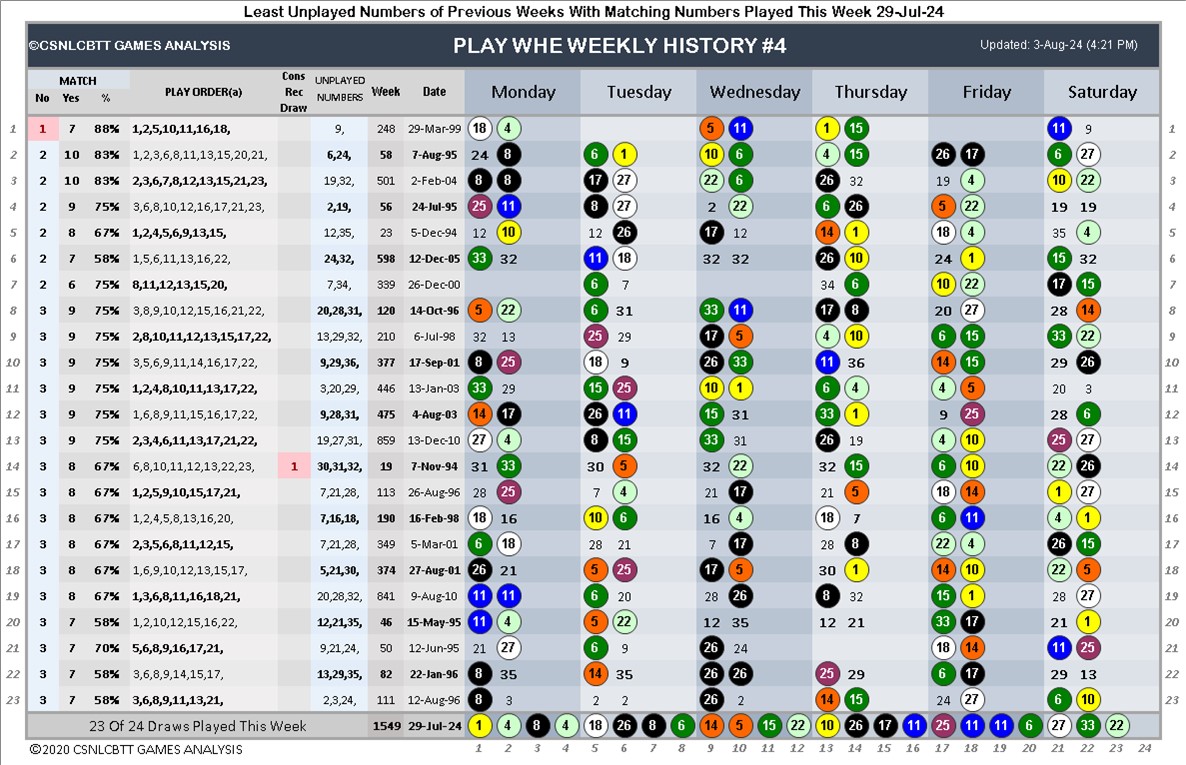 Least Unplayed Numbers of Previous Weeks With Matching Numbers Played This Week 29-Jul-24
©CSNLCBTT GAMES ANALYSIS PLAY WHE WEEKLY HISTORY #4 Updated: 3-Aug-24 (4:21 PM)
MATCH No Yes % PLAY ORDER(a) Cons Rec Draw UNPLAYED NUMBERS Week Date Monday Tuesday Wednesday Thursday Friday Saturday
1 1 7 88% 1,2,5,10,11,16,18, 9, 248 29-Mar-99 18 4 5 11 1 15 11 9 1
2 2 10 83% 1,2,3,6,8,11,13,15,20,21, 6,24, 58 7-Aug-95 24 8 6 1 10 6 4 15 26 17 6 27 2
3 2 10 83% 2,3,6,7,8,12,13,15,21,23, 19,32, 501 2-Feb-04 8 8 17 27 22 6 26 32 19 4 10 22 3
4 2 9 75% 3,6,8,10,12,16,17,21,23, 2,19, 56 24-Jul-95 25 11 8 27 2 22 6 26 5 22 19 19 4
5 2 8 67% 1,2,4,5,6,9,13,15, 12,35, 23 5-Dec-94 12 10 12 26 17 12 14 1 18 4 35 4 5
6 2 7 58% 1,5,6,11,13,16,22, 24,32, 598 12-Dec-05 33 32 11 18 32 32 26 10 24 1 15 32 6
7 2 6 75% 8,11,12,13,15,20, 7,34, 339 26-Dec-00 6 7 34 6 10 22 17 15 7
8 3 9 75% 3,8,9,10,12,15,16,21,22, 20,28,31, 120 14-Oct-96 5 22 6 31 33 11 17 8 20 27 28 14 8
9 3 9 75% 2,8,10,11,12,13,15,17,22, 13,29,32, 210 6-Jul-98 32 13 25 29 17 5 4 10 6 15 33 22 9
10 3 9 75% 3,5,6,9,11,14,16,17,22, 9,29,36, 377 17-Sep-01 8 25 18 9 26 33 11 36 14 15 29 26 10
11 3 9 75% 1,2,4,8,10,11,13,17,22, 3,20,29, 446 13-Jan-03 33 29 15 25 10 1 6 4 4 5 20 3 11
12 3 9 75% 1,6,8,9,11,15,16,17,22, 9,28,31, 475 4-Aug-03 14 17 26 11 15 31 33 1 9 25 28 6 12
13 3 9 75% 2,3,4,6,11,13,17,21,22, 19,27,31, 859 13-Dec-10 27 4 8 15 33 31 26 19 4 10 25 27 13
14 3 8 67% 6,8,10,11,12,13,22,23, 1 30,31,32, 19 7-Nov-94 31 33 30 5 32 22 32 15 6 10 22 26 14
15 3 8 67% 1,2,5,9,10,15,17,21, 7,21,28, 113 26-Aug-96 28 25 7 4 21 17 21 5 18 14 1 27 15
16 3 8 67% 1,2,4,5,8,13,16,20, 7,16,18, 190 16-Feb-98 18 16 10 6 16 4 18 7 6 11 4 1 16
17 3 8 67% 2,3,5,6,8,11,12,15, 7,21,28, 349 5-Mar-01 6 18 28 21 7 17 28 8 22 4 26 15 17
18 3 8 67% 1,6,9,10,12,13,15,17, 5,21,30, 374 27-Aug-01 26 21 5 25 17 5 30 1 14 10 22 5 18
19 3 8 67% 1,3,6,8,11,16,18,21, 20,28,32, 841 9-Aug-10 11 11 6 20 28 26 8 32 15 1 28 27 19
20 3 7 58% 1,2,10,12,15,16,22, 12,21,35, 46 15-May-95 11 4 5 22 12 35 12 21 33 17 21 1 20
21 3 7 70% 5,6,8,9,16,17,21, 9,21,24, 50 12-Jun-95 21 27 6 9 26 24 18 14 11 25 21
22 3 7 58% 3,6,8,9,14,15,17, 13,29,35, 82 22-Jan-96 8 35 14 35 26 26 25 29 6 17 29 13 22
23 3 7 58% 3,6,8,9,11,13,21, 2,3,24, 111 12-Aug-96 8 3 2 2 26 2 14 15 24 27 6 10 23
23 Of 24 Draws Played This Week 1549 29-Jul-24 1 4 8 4 18 26 8 6 14 5 15 22 10 26 17 11 25 11 11 6 27 33 22
©2020 CSNLCBTT GAMES ANALYSIS 1 2 3 4 5 6 7 8 9 10 11 12 13 14 15 16 17 18 19 20 21 22 23 24